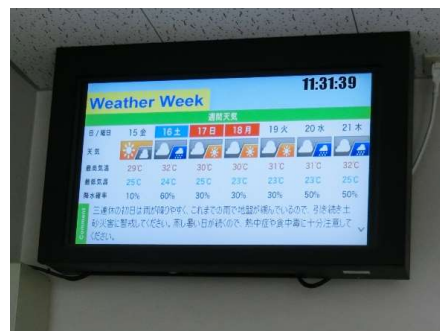 11:31:39
Weather Week
週間天気
日/曜日 15 金 16 土 17 日 18 月 19 火 20 水 21 木
天気
最高気温 29℃ 32℃ 30℃ 30℃ 31℃ 31℃ 32℃
最低気温 25℃ 24℃ 25℃ 23℃ 23℃ 23℃ 25℃
降水確率 10% 60% 30% 30% 30% 50% 50%
Comment
三連休の初日は雨が降りやすく、これまでの雨で地盤が緩んでいるので、引き続き土
砂災害に警戒してください。蒸し暑い日が続くので、熱中症や食中毒に十分注意して
ください。